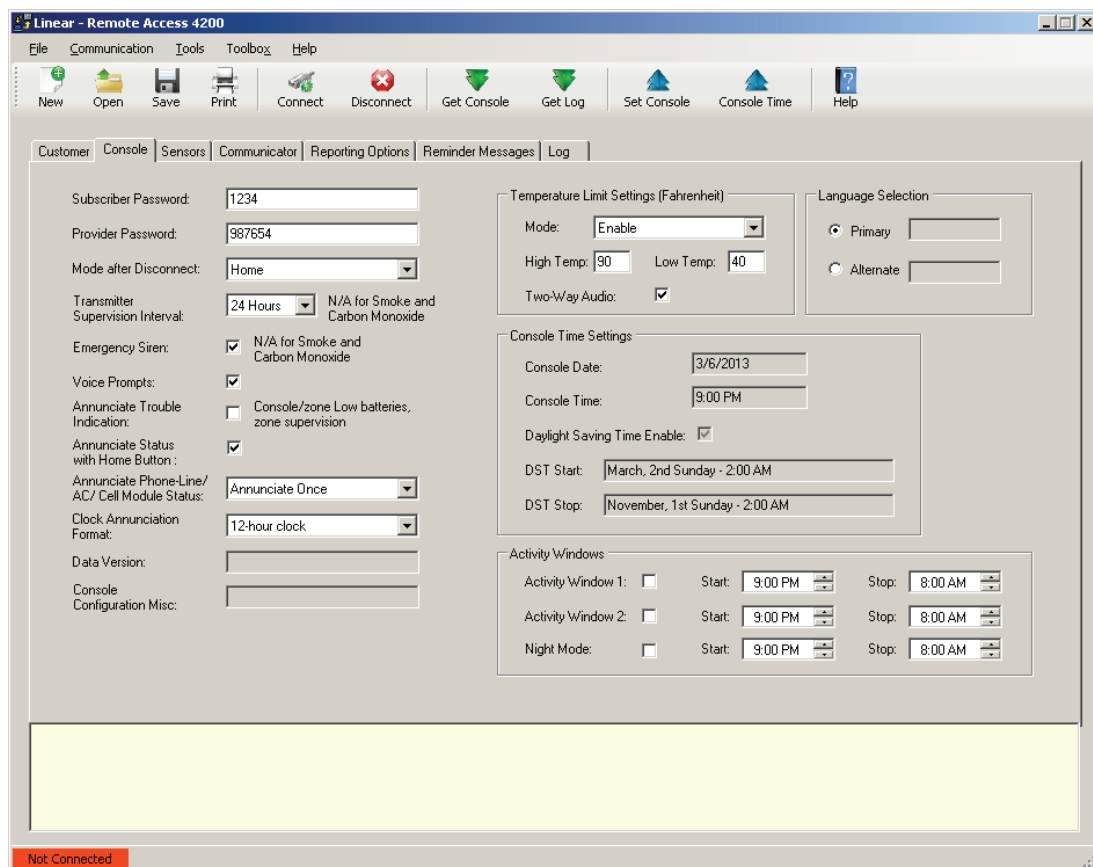 Linear - Remote Access 4200
File Communication Tools Toolbox Help
New Open Save Print Connect Disconnect Get Console Get Log Set Console Console Time Help
Customer Console Sensors Communicator Reporting Options Reminder Messages Log
Subscriber Password: 1234
Provider Password: 987654
Mode after Disconnect: Home
Transmitter
Supervision Interval: 24 Hours N/A for Smoke and
Carbon Monoxide
Emergency Siren: N/A for Smoke and
Carbon Monoxide
Voice Prompts:
Annunciate Trouble
Indication: Console/zone Low batteries,
zone supervision
Annunciate Status
with Home Button :
Annunciate Phone-Line/
AC/ Cell Module Status: Annunciate Once
Clock Annunciation
Format: 12-hour clock
Data Version:
Console
Configuration Misc:
Temperature Limit Settings (Fahrenheit)
Mode: Enable
High Temp: 90 Low Temp: 40
Two-Way Audio:
Language Selection
Primary
Alternate
Console Time Settings
Console Date: 3/6/2013
Console Time: 9:00 PM
Daylight Saving Time Enable:
DST Start: March, 2nd Sunday - 2:00 AM
DST Stop: November, 1st Sunday - 2:00 AM
Activity Windows
Activity Window 1: Start: 9:00 PM Stop: 8:00 AM
Activity Window 2: Start: 9:00 PM Stop: 8:00 AM
Night Mode: Start: 9:00 PM Stop: 8:00 AM
Not Connected